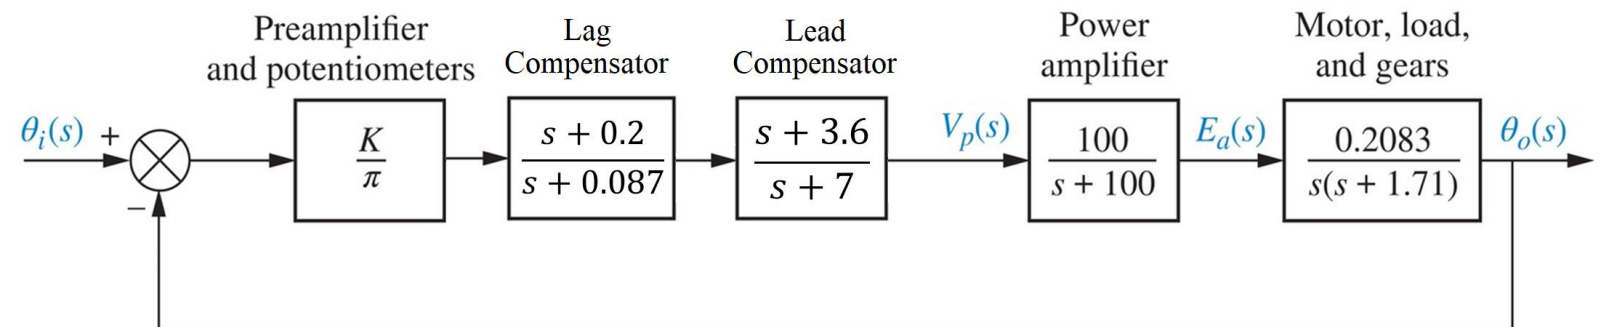 Preamplifier
and potentiometers
Lag
Compensator
Lead
Compensator
Power
amplifier
Motor, load,
and gears
θᵢ(s) +
−
K
π
s + 0.2
s + 0.087
s + 3.6
s + 7
Vₚ(s)
100
s + 100
Eₐ(s)
0.2083
s(s + 1.71)
θₒ(s)